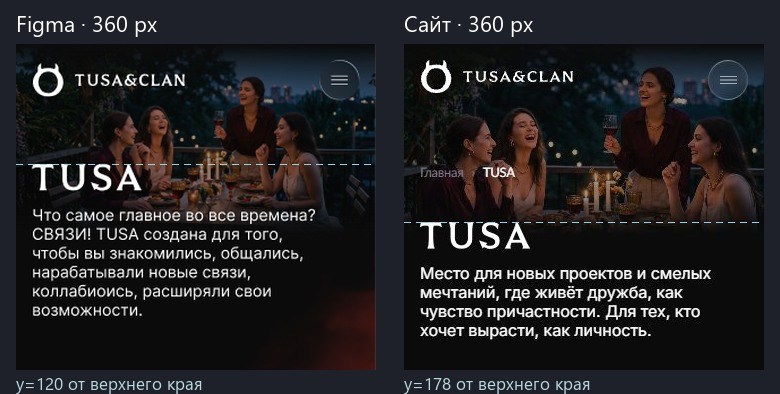 Figma · 360 px
TUSA&CLAN
TUSA
Что самое главное во все времена?
СВЯЗИ! TUSA создана для того,
чтобы вы знакомились, общались,
нарабатывали новые связи,
коллабиоись, расширяли свои
возможности.
y=120 от верхнего края
Сайт · 360 px
TUSA&CLAN
Главная › TUSA
TUSA
Место для новых проектов и смелых
мечтаний, где живёт дружба, как
чувство причастности. Для тех, кто
хочет вырасти, как личность.
y=178 от верхнего края